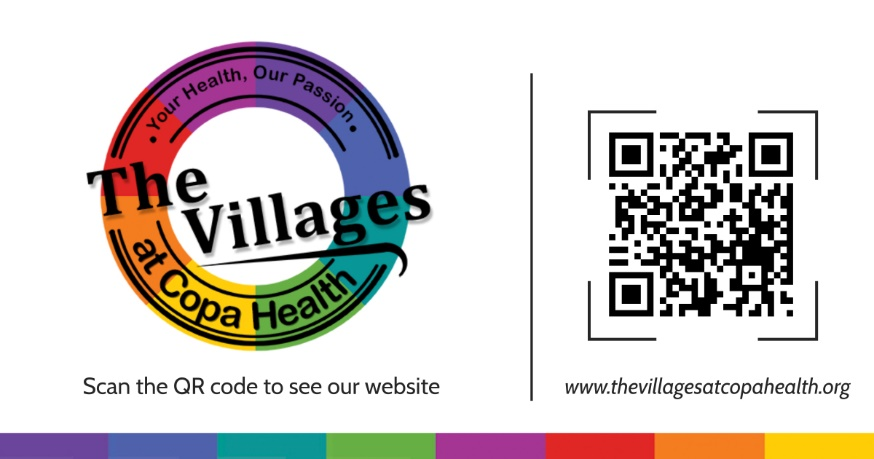 •Your Health, Our Passion•
The
Villages
at Copa Health
Scan the QR code to see our website
www.thevillagesatcopahealth.org